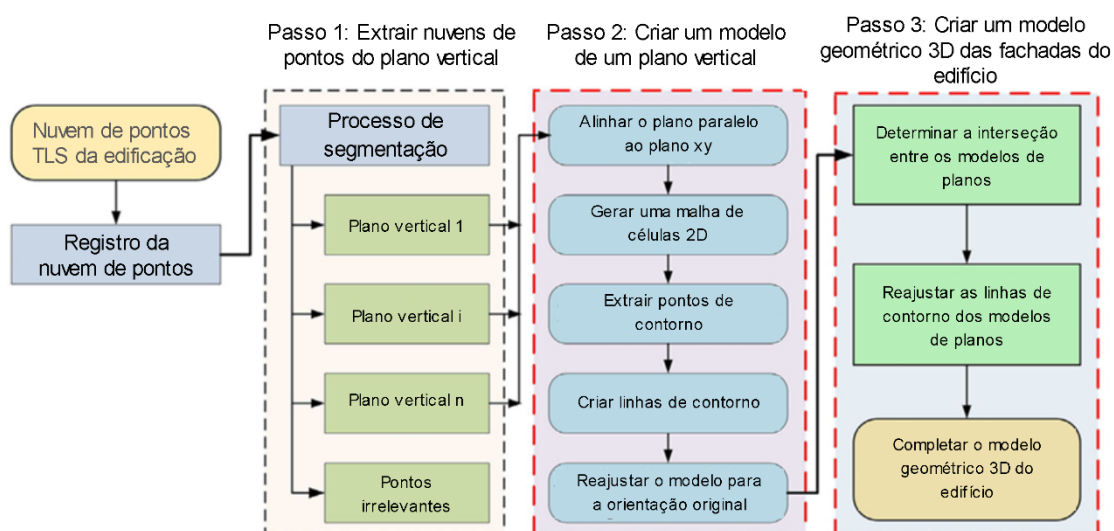 Passo 1: Extrair nuvens de
pontos do plano vertical
Passo 2: Criar um modelo
de um plano vertical
Passo 3: Criar um modelo
geométrico 3D das fachadas do
edifício
Nuvem de pontos
TLS da edificação
Registro da
nuvem de pontos
Processo de
segmentação
Plano vertical 1
Plano vertical i
Plano vertical n
Pontos
irrelevantes
Alinhar o plano paralelo
ao plano xy
Gerar uma malha de
células 2D
Extrair pontos de
contorno
Criar linhas de contorno
Reajustar o modelo para
a orientação original
Determinar a interseção
entre os modelos de
planos
Reajustar as linhas de
contorno dos modelos
de planos
Completar o modelo
geométrico 3D do
edifício